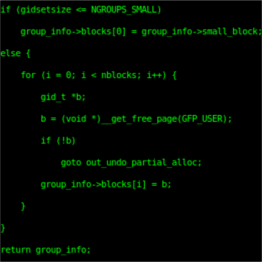 if (gidsetsize <= NGROUPS_SMALL)
group_info->blocks[0] = group_info->small_block;
else {
for (i = 0; i < nblocks; i++) {
gid_t *b;
b = (void *)__get_free_page(GFP_USER);
if (!b)
goto out_undo_partial_alloc;
group_info->blocks[i] = b;
}
}
return group_info;